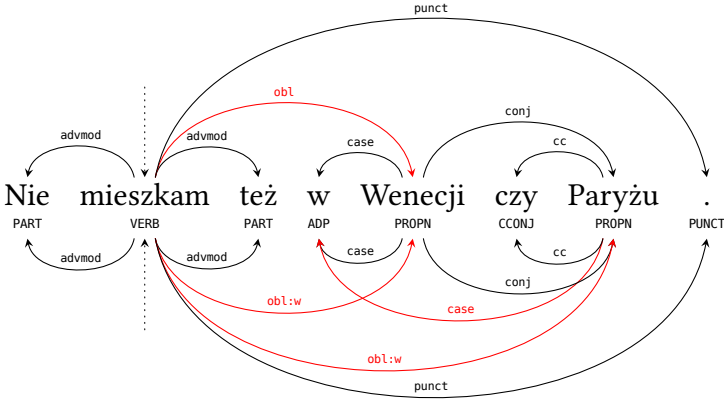 punct
obl
conj
advmod advmod case cc
Nie mieszkam też w Wenecji czy Paryżu .
PART VERB PART ADP PROPN CCONJ PROPN PUNCT
advmod advmod case cc
conj
obl:w case
obl:w
punct